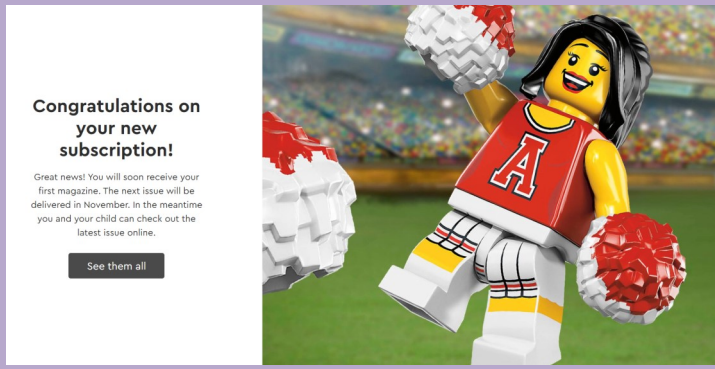 Congratulations on
your new
subscription!
Great news! You will soon receive your
first magazine. The next issue will be
delivered in November. In the meantime
you and your child can check out the
latest issue online.
See them all
A